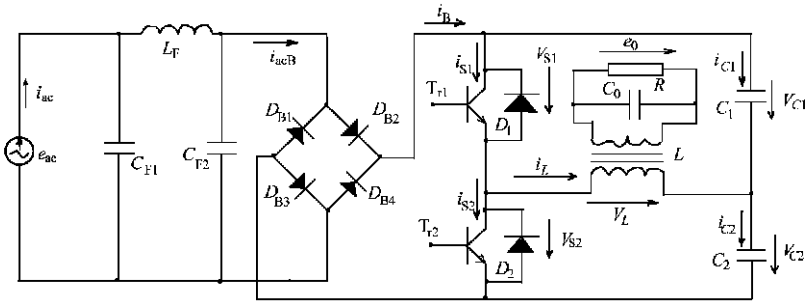 i_B
L_F
i_acB
i_S1
V_S1
e_0
R
C_0
i_C1
V_C1
C_1
i_ac
e_ac
C_F1
C_F2
D_B1
D_B2
D_B3
D_B4
T_r1
D_1
L
i_L
V_L
i_S2
T_r2
D_2
V_S2
i_C2
C_2
V_C2